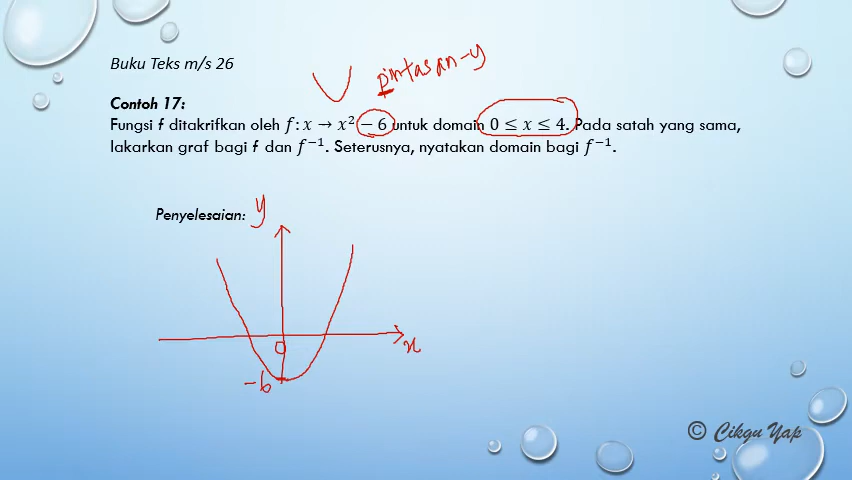 Buku Teks m/s 26
pintasan-y
Contoh 17:
Fungsi f ditakrifkan oleh f : x → x² − 6 untuk domain 0 ≤ x ≤ 4. Pada satah yang sama,
lakarkan graf bagi f dan f⁻¹. Seterusnya, nyatakan domain bagi f⁻¹.
Penyelesaian:
y
0
x
-6
© Cikgu Yap